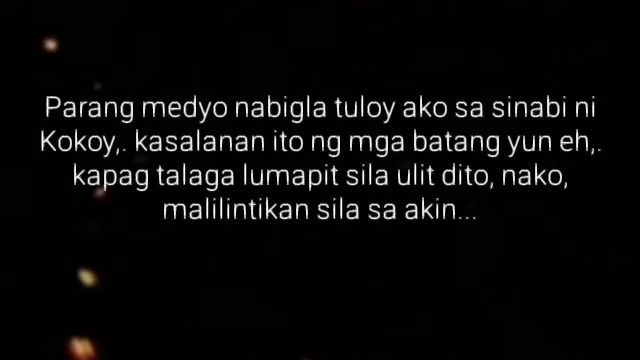 Parang medyo nabigla tuloy ako sa sinabi ni
Kokoy,. kasalanan ito ng mga batang yun eh,.
kapag talaga lumapit sila ulit dito, nako,
malilintikan sila sa akin...